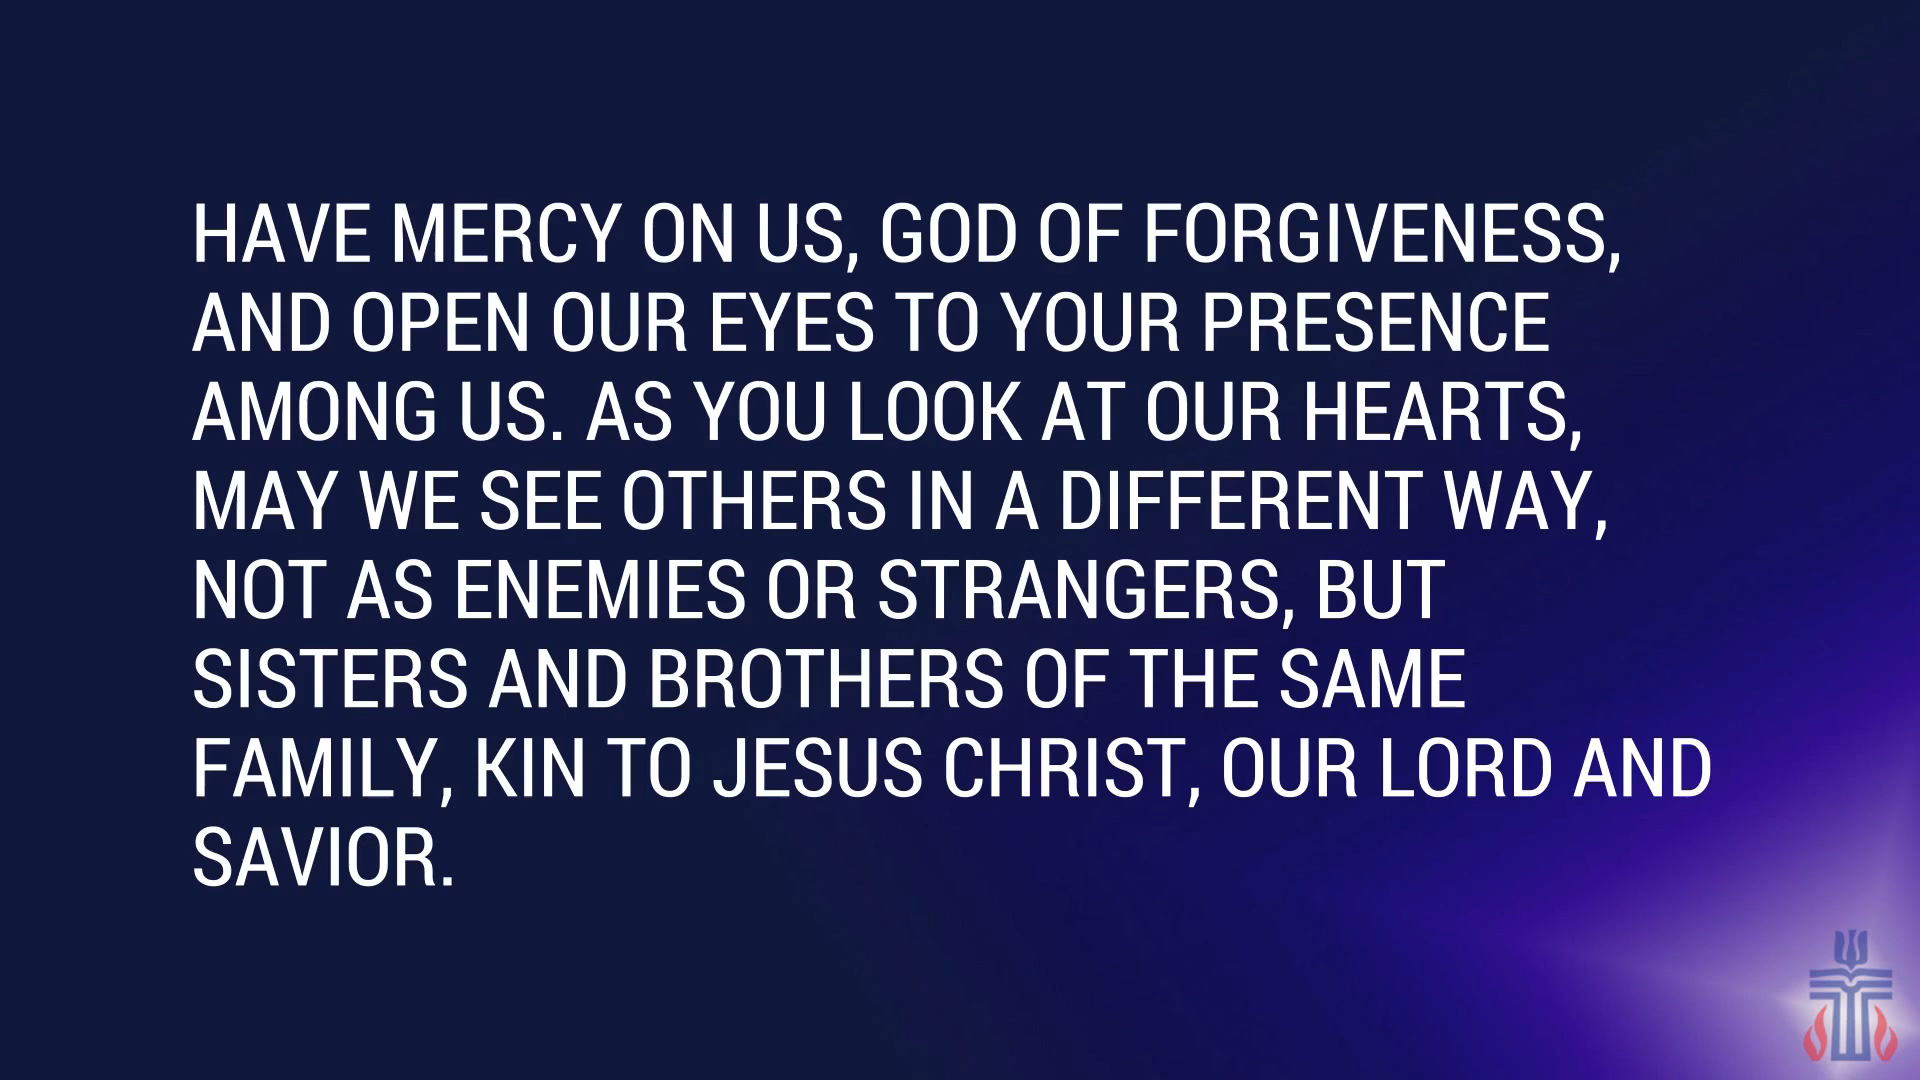 HAVE MERCY ON US, GOD OF FORGIVENESS,
AND OPEN OUR EYES TO YOUR PRESENCE
AMONG US. AS YOU LOOK AT OUR HEARTS,
MAY WE SEE OTHERS IN A DIFFERENT WAY,
NOT AS ENEMIES OR STRANGERS, BUT
SISTERS AND BROTHERS OF THE SAME
FAMILY, KIN TO JESUS CHRIST, OUR LORD AND
SAVIOR.